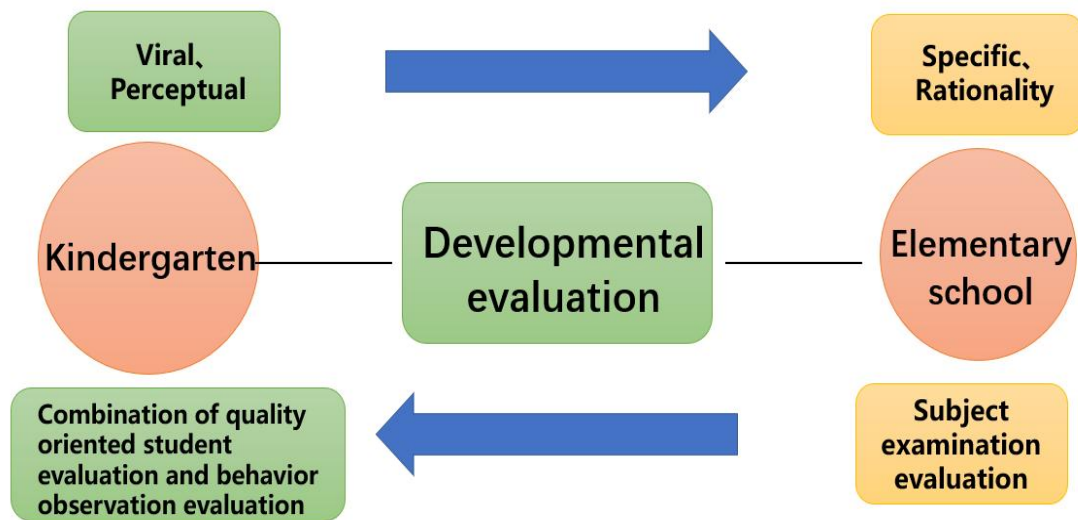 Viral、
Perceptual
Specific、
Rationality
Kindergarten
Developmental
evaluation
Elementary
school
Combination of quality
oriented student
evaluation and behavior
observation evaluation
Subject
examination
evaluation